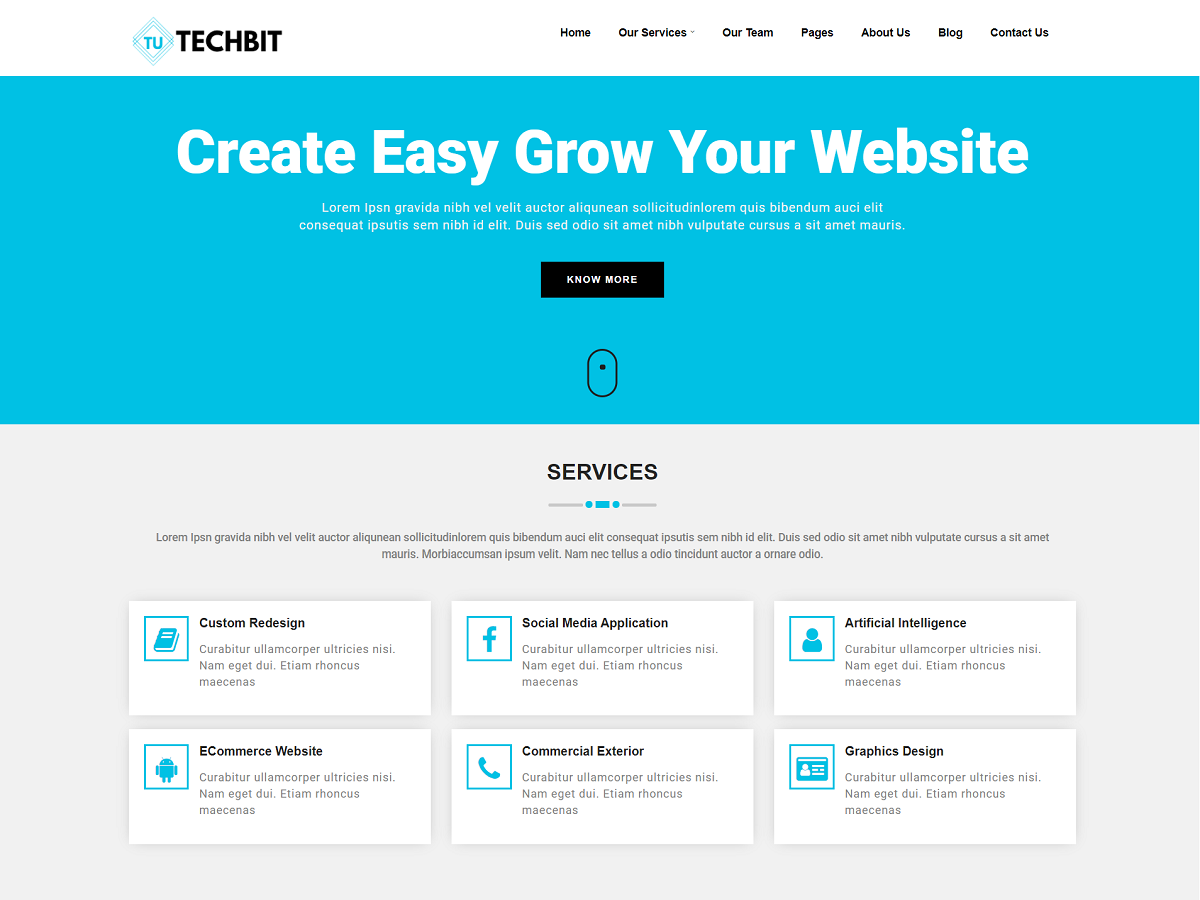 TU TECHBIT
Home Our Services Our Team Pages About Us Blog Contact Us
Create Easy Grow Your Website
Lorem Ipsn gravida nibh vel velit auctor aliqunean sollicitudinlorem quis bibendum auci elit
consequat ipsutis sem nibh id elit. Duis sed odio sit amet nibh vulputate cursus a sit amet mauris.
KNOW MORE
SERVICES
Lorem Ipsn gravida nibh vel velit auctor aliqunean sollicitudinlorem quis bibendum auci elit consequat ipsutis sem nibh id elit. Duis sed odio sit amet nibh vulputate cursus a sit amet
mauris. Morbiaccumsan ipsum velit. Nam nec tellus a odio tincidunt auctor a ornare odio.
Custom Redesign
Curabitur ullamcorper ultricies nisi.
Nam eget dui. Etiam rhoncus
maecenas
Social Media Application
Curabitur ullamcorper ultricies nisi.
Nam eget dui. Etiam rhoncus
maecenas
Artificial Intelligence
Curabitur ullamcorper ultricies nisi.
Nam eget dui. Etiam rhoncus
maecenas
ECommerce Website
Curabitur ullamcorper ultricies nisi.
Nam eget dui. Etiam rhoncus
maecenas
Commercial Exterior
Curabitur ullamcorper ultricies nisi.
Nam eget dui. Etiam rhoncus
maecenas
Graphics Design
Curabitur ullamcorper ultricies nisi.
Nam eget dui. Etiam rhoncus
maecenas